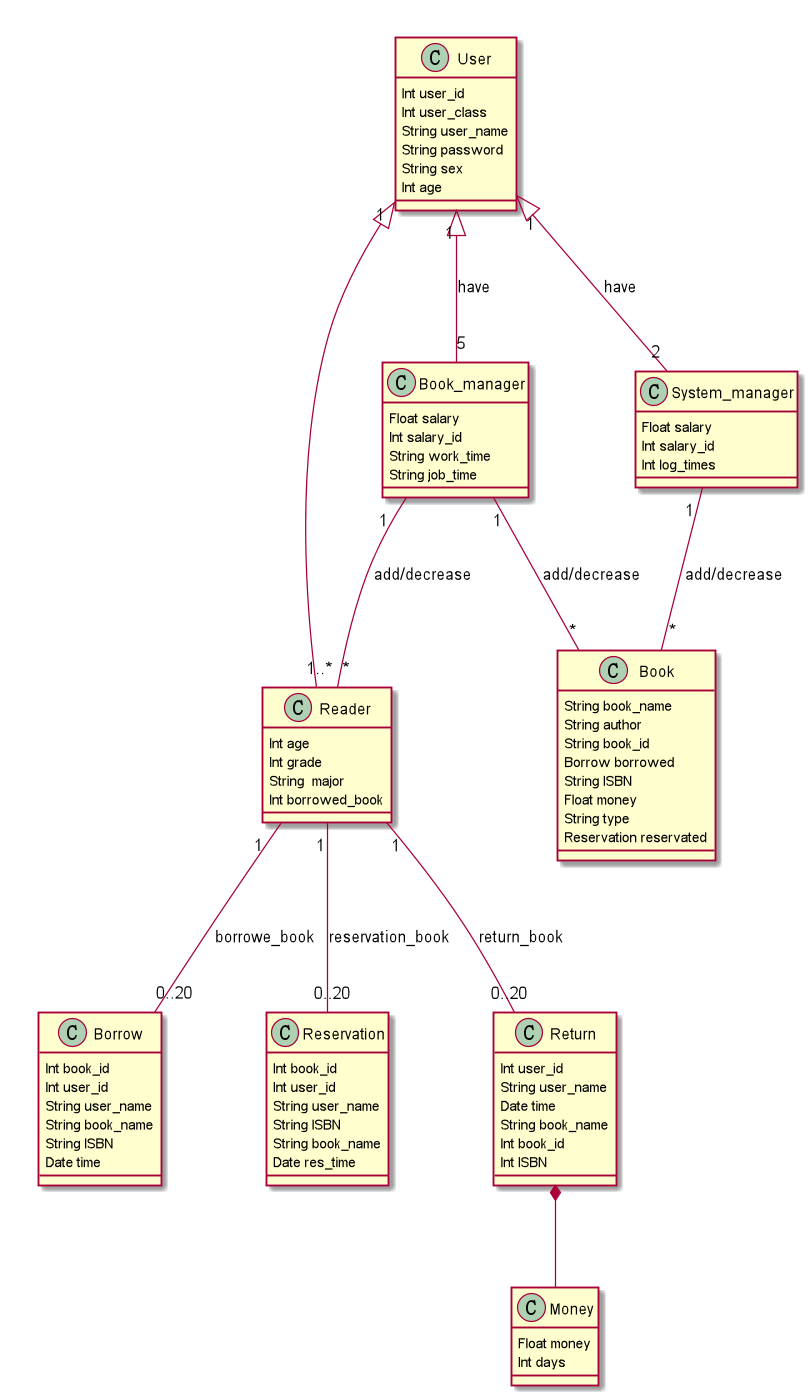 C User
Int user_id
Int user_class
String user_name
String password
String sex
Int age
1
1
1
have
have
5
2
C Book_manager
Float salary
Int salary_id
String work_time
String job_time
C System_manager
Float salary
Int salary_id
Int log_times
1
1
1
add/decrease
add/decrease
add/decrease
1..*
*
*
*
C Reader
Int age
Int grade
String  major
Int borrowed_book
C Book
String book_name
String author
String book_id
Borrow borrowed
String ISBN
Float money
String type
Reservation reservated
1
1
1
borrowe_book
reservation_book
return_book
0..20
0..20
0..20
C Borrow
Int book_id
Int user_id
String user_name
String book_name
String ISBN
Date time
C Reservation
Int book_id
Int user_id
String user_name
String ISBN
String book_name
Date res_time
C Return
Int user_id
String user_name
Date time
String book_name
Int book_id
Int ISBN
C Money
Float money
Int days